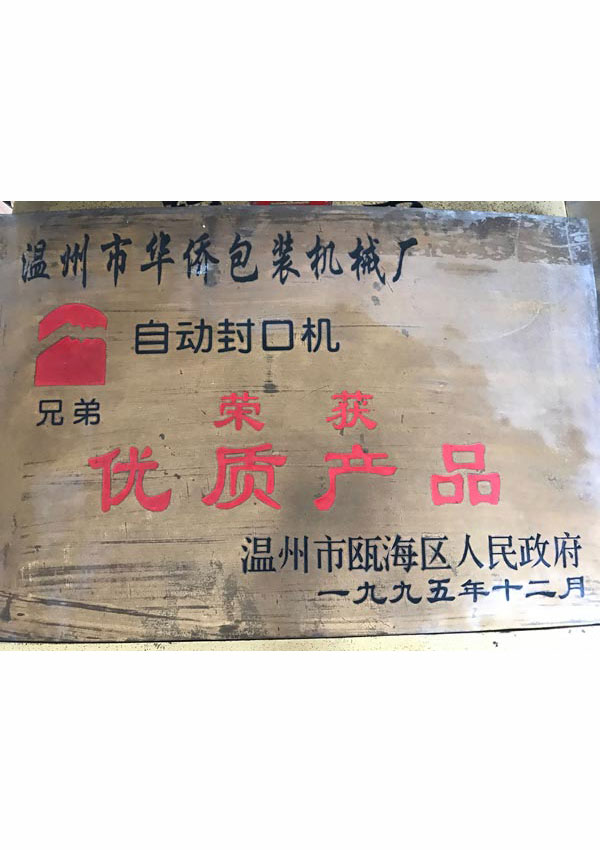 温州市华侨包装机械厂
自动封口机
兄弟
荣获
优质产品
温州市瓯海区人民政府
一九九五年十二月